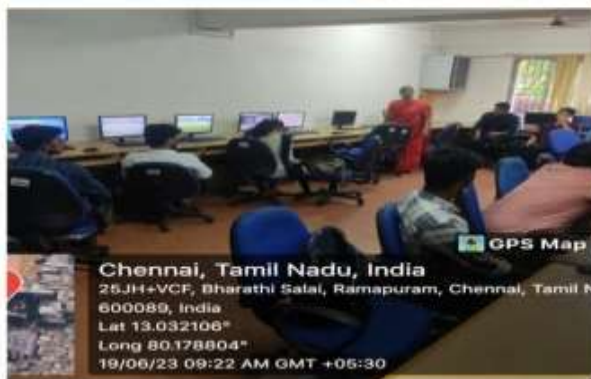 GPS Map
Chennai, Tamil Nadu, India
25JH+VCF, Bharathi Salai, Ramapuram, Chennai, Tamil N
600089, India
Lat 13.032106°
Long 80.178804°
19/06/23 09:22 AM GMT +05:30